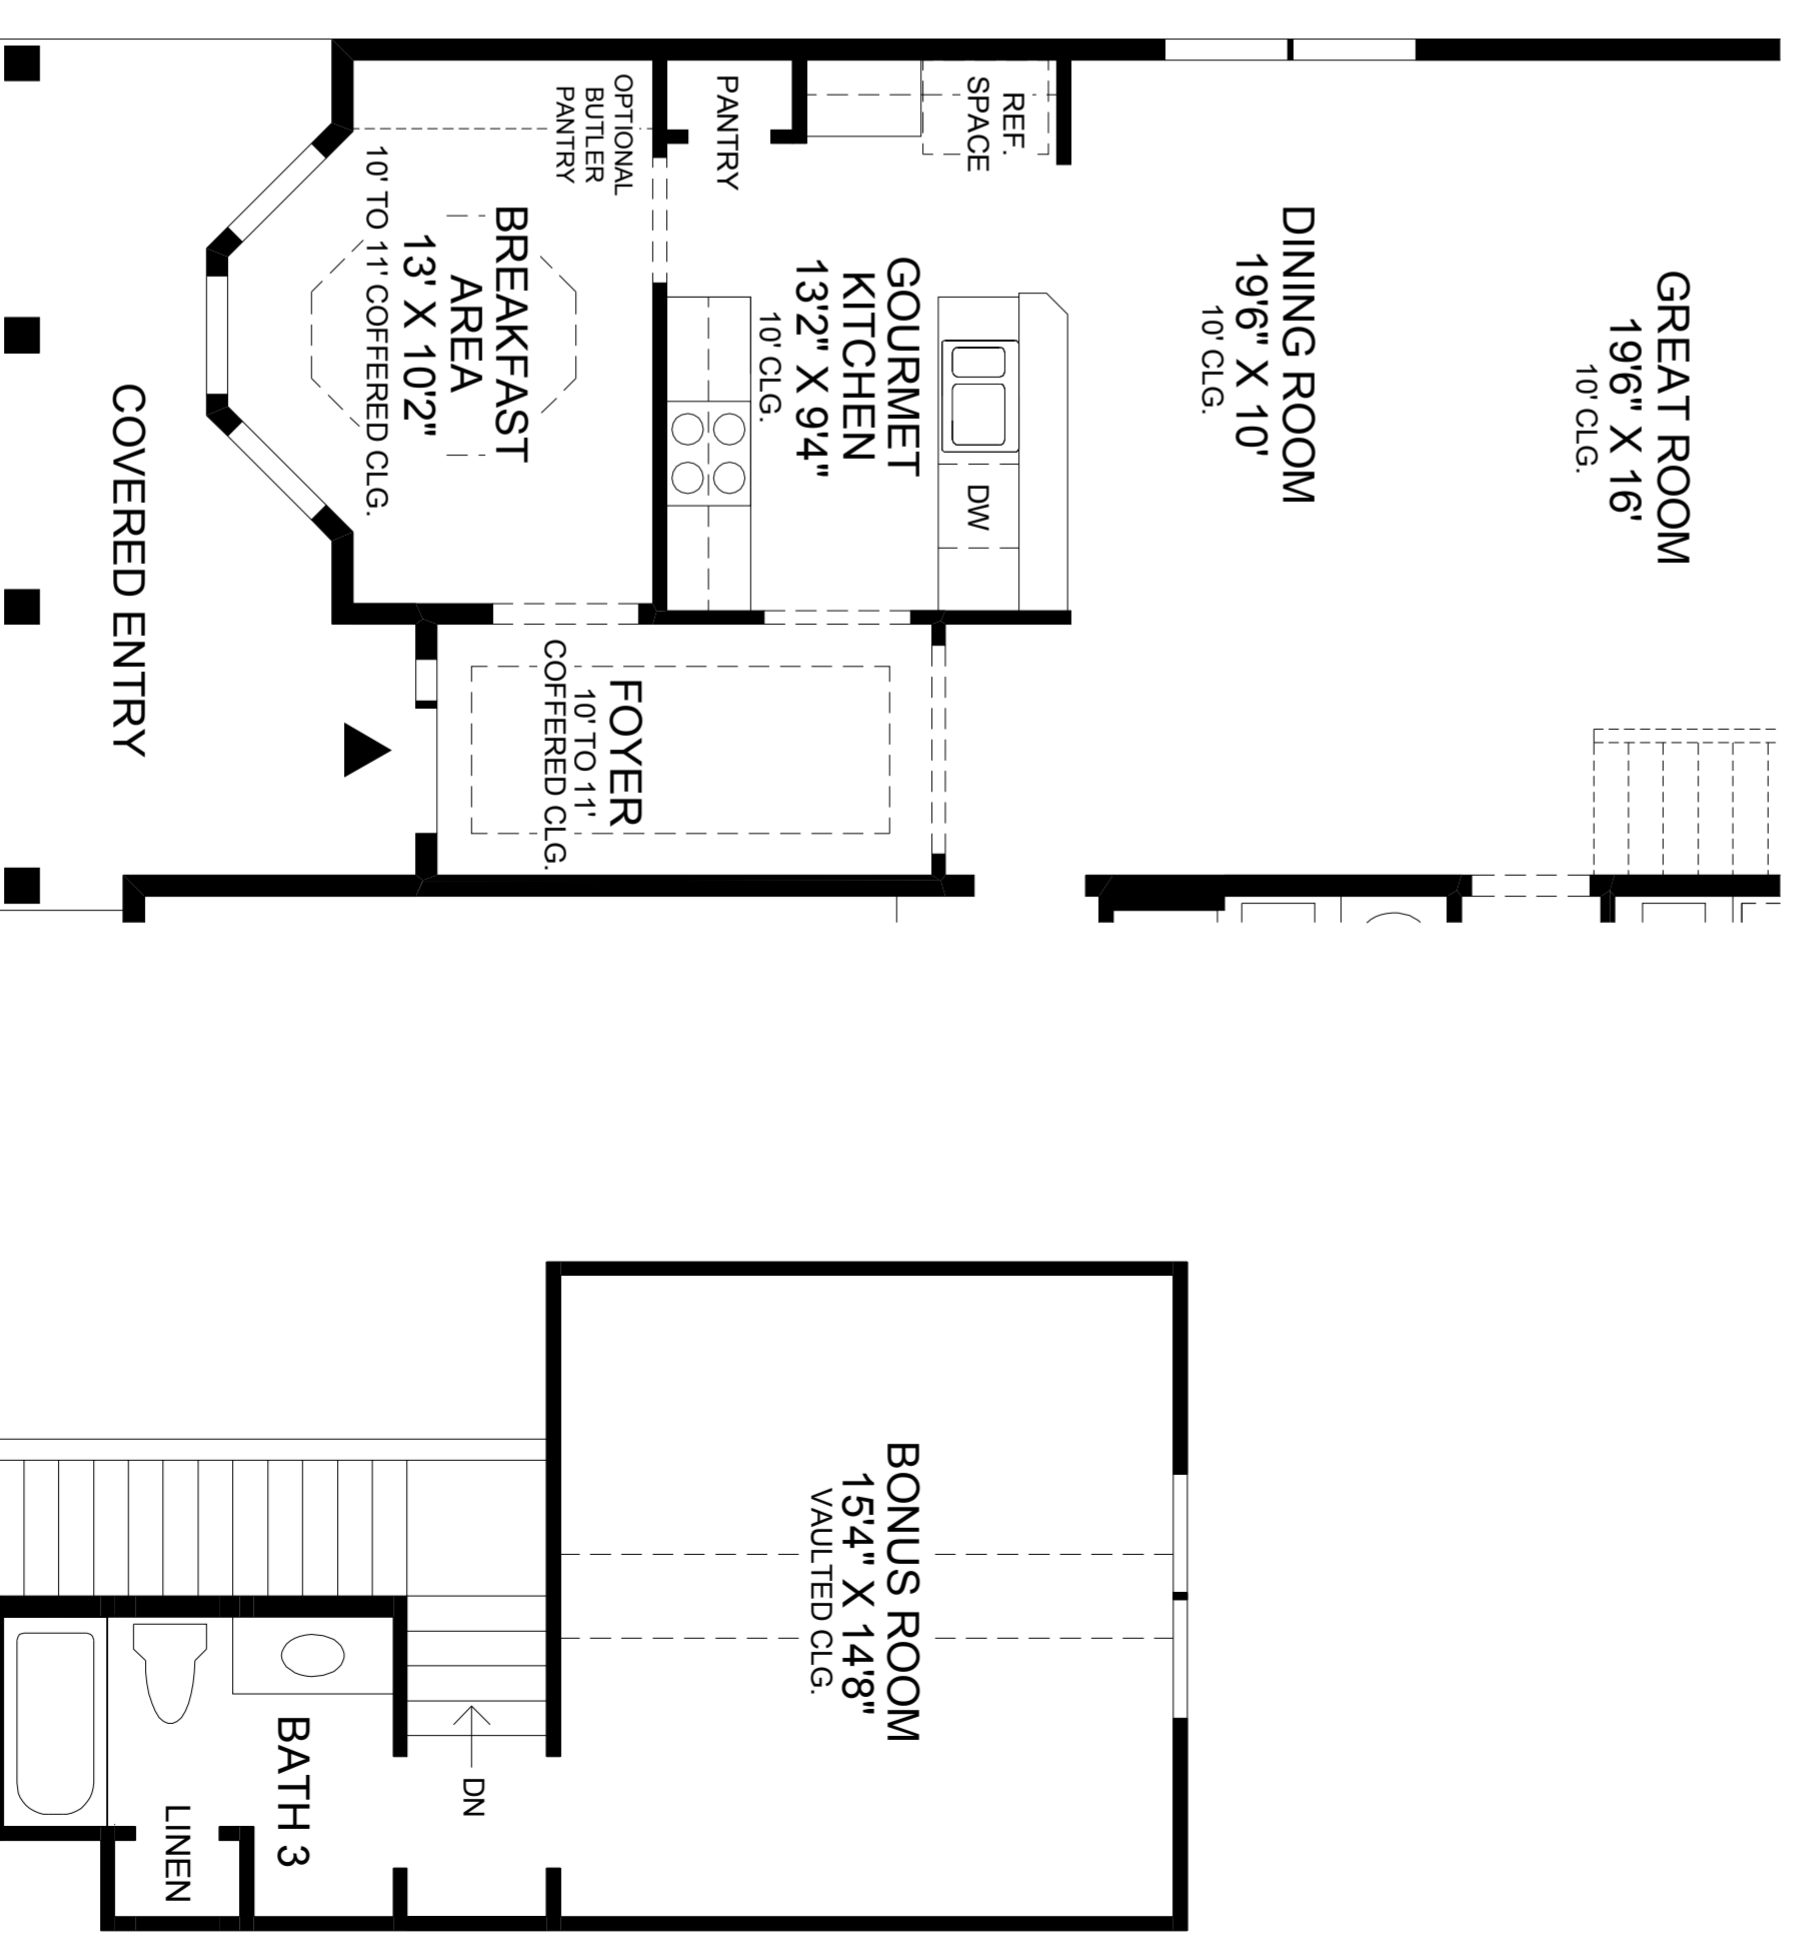 GREAT ROOM
19'6" X 16'
10' CLG.
DINING ROOM
19'6" X 10'
10' CLG.
REF.
SPACE
PANTRY
GOURMET
KITCHEN
13'2" X 9'4"
10' CLG.
DW
OPTIONAL
BUTLER
PANTRY
BREAKFAST
AREA
13' X 10'2"
10' TO 11' COFFERED CLG.
FOYER
10' TO 11'
COFFERED CLG.
COVERED ENTRY
BONUS ROOM
15'4" X 14'8"
VAULTED CLG.
DN
BATH 3
LINEN